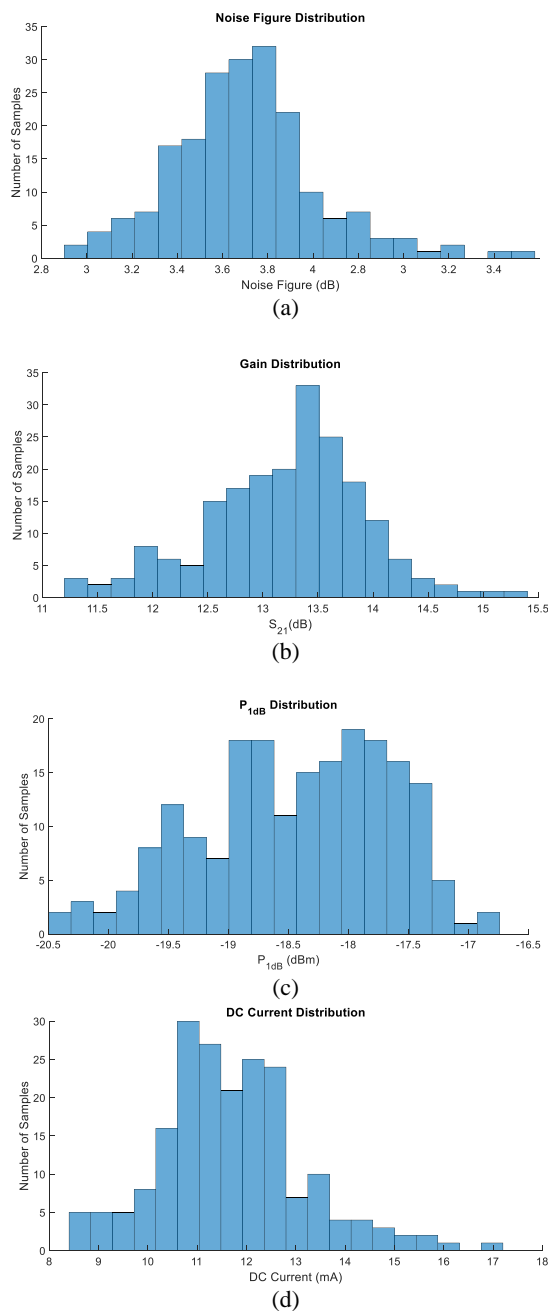 Noise Figure Distribution
35
30
25
20
15
10
5
0
Number of Samples
2.8 3 3.2 3.4 3.6 3.8 4 2.8 3 3.2 3.4
Noise Figure (dB)
(a)
Gain Distribution
35
30
25
20
15
10
5
0
Number of Samples
11 11.5 12 12.5 13 13.5 14 14.5 15 15.5
S21(dB)
(b)
P1dB Distribution
20
15
10
5
0
Number of Samples
-20.5 -20 -19.5 -19 -18.5 -18 -17.5 -17 -16.5
P1dB (dBm)
(c)
DC Current Distribution
30
25
20
15
10
5
0
Number of Samples
8 9 10 11 12 13 14 15 16 17 18
DC Current (mA)
(d)